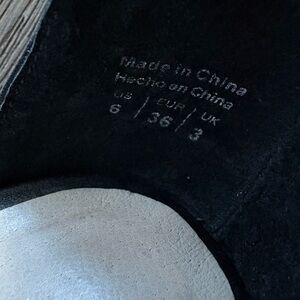 Made in China
Hecho en China
US / EUR / UK
6 / 36 / 3